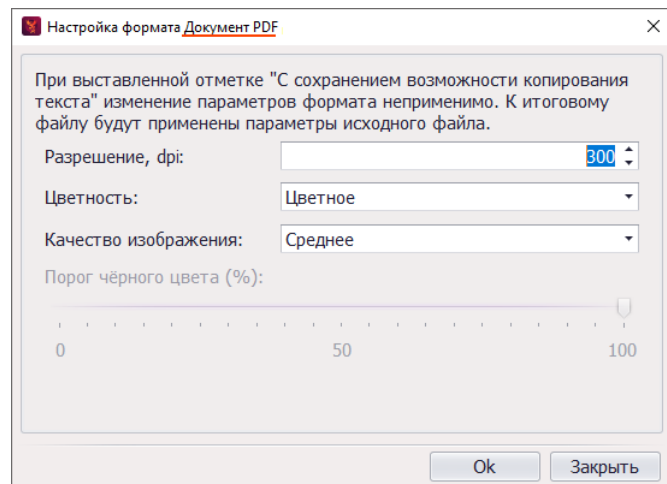 Настройка формата Документ PDF
При выставленной отметке "С сохранением возможности копирования
текста" изменение параметров формата неприменимо. К итоговому
файлу будут применены параметры исходного файла.
Разрешение, dpi: 300
Цветность: Цветное
Качество изображения: Среднее
Порог чёрного цвета (%):
0 50 100
Ok Закрыть